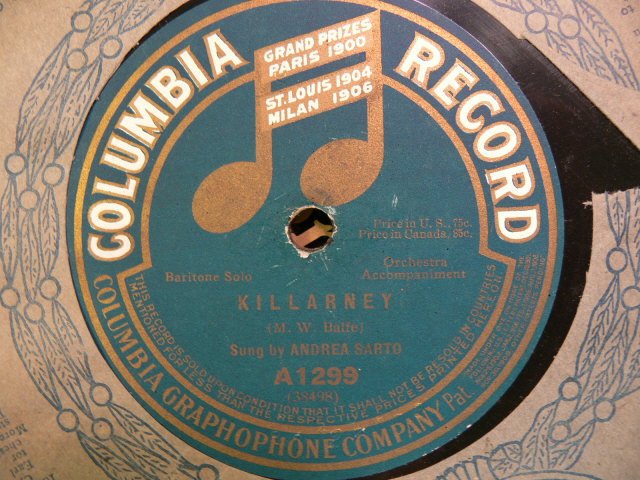 COLUMBIA RECORD
GRAND PRIZES
PARIS 1900
ST. LOUIS 1904
MILAN 1906
Price in U. S., 75c.
Price in Canada, 85c.
Baritone Solo
Orchestra
Accompaniment
KILLARNEY
(M. W. Balfe)
Sung by ANDREA SARTO
A1299
(38498)
THIS RECORD IS SOLD UPON CONDITION THAT IT SHALL NOT BE RESOLD IN COUNTRIES
MENTIONED FOR LESS THAN THE RESPECTIVE PRICES PRINTED HEREON
COLUMBIA GRAPHOPHONE COMPANY Pat.